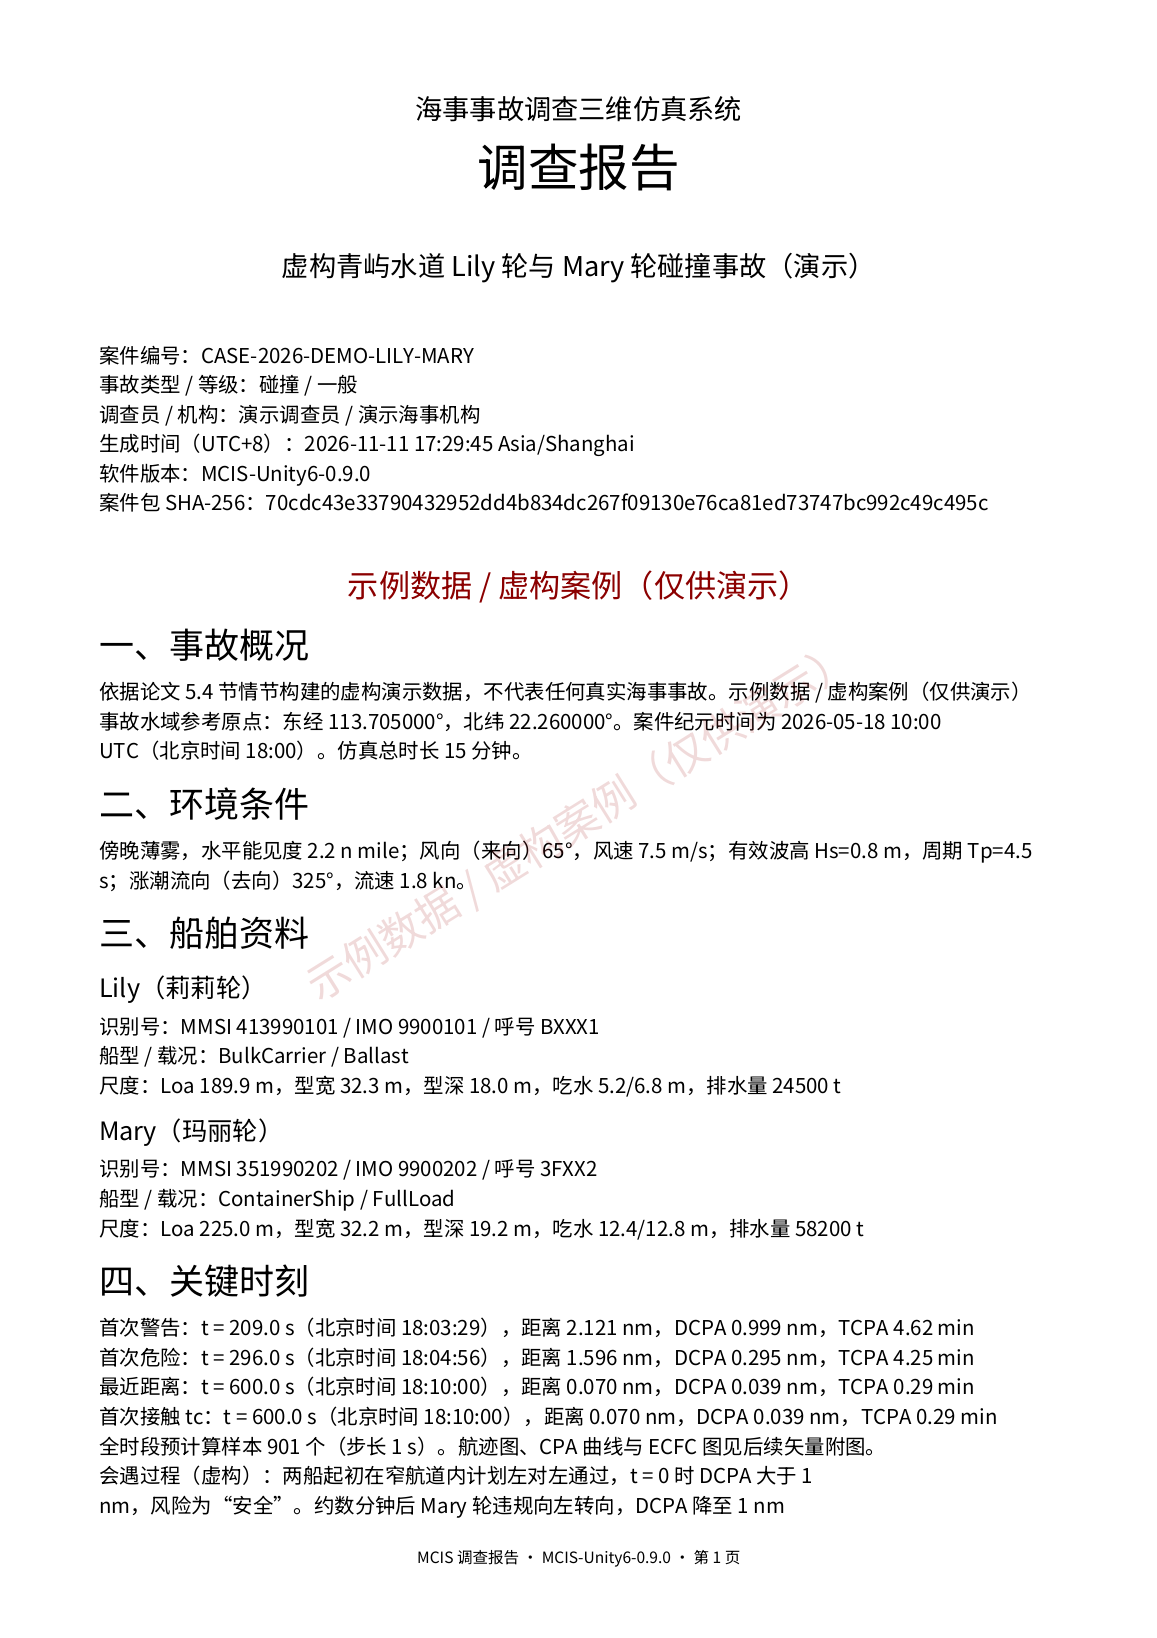 海事事故调查三维仿真系统
调查报告
虚构青屿水道 Lily 轮与 Mary 轮碰撞事故（演示）
案件编号：CASE-2026-DEMO-LILY-MARY
事故类型 / 等级：碰撞 / 一般
调查员 / 机构：演示调查员 / 演示海事机构
生成时间（UTC+8）：2026-11-11 17:29:45 Asia/Shanghai
软件版本：MCIS-Unity6-0.9.0
案件包 SHA-256：70cdc43e33790432952dd4b834dc267f09130e76ca81ed73747bc992c49c495c
示例数据 / 虚构案例（仅供演示）
一、事故概况
依据论文 5.4 节情节构建的虚构演示数据，不代表任何真实海事事故。示例数据 / 虚构案例（仅供演示）
事故水域参考原点：东经 113.705000°，北纬 22.260000°。案件纪元时间为 2026-05-18 10:00
UTC（北京时间 18:00）。仿真总时长 15 分钟。
二、环境条件
傍晚薄雾，水平能见度 2.2 n mile；风向（来向）65°，风速 7.5 m/s；有效波高 Hs=0.8 m，周期 Tp=4.5
s；涨潮流向（去向）325°，流速 1.8 kn。
三、船舶资料
Lily（莉莉轮）
识别号：MMSI 413990101 / IMO 9900101 / 呼号 BXXX1
船型 / 载况：BulkCarrier / Ballast
尺度：Loa 189.9 m，型宽 32.3 m，型深 18.0 m，吃水 5.2/6.8 m，排水量 24500 t
Mary（玛丽轮）
识别号：MMSI 351990202 / IMO 9900202 / 呼号 3FXX2
船型 / 载况：ContainerShip / FullLoad
尺度：Loa 225.0 m，型宽 32.2 m，型深 19.2 m，吃水 12.4/12.8 m，排水量 58200 t
四、关键时刻
首次警告：t = 209.0 s（北京时间 18:03:29），距离 2.121 nm，DCPA 0.999 nm，TCPA 4.62 min
首次危险：t = 296.0 s（北京时间 18:04:56），距离 1.596 nm，DCPA 0.295 nm，TCPA 4.25 min
最近距离：t = 600.0 s（北京时间 18:10:00），距离 0.070 nm，DCPA 0.039 nm，TCPA 0.29 min
首次接触 tc：t = 600.0 s（北京时间 18:10:00），距离 0.070 nm，DCPA 0.039 nm，TCPA 0.29 min
全时段预计算样本 901 个（步长 1 s）。航迹图、CPA 曲线与 ECFC 图见后续矢量附图。
会遇过程（虚构）：两船起初在窄航道内计划左对左通过，t = 0 时 DCPA 大于 1
nm，风险为“安全”。约数分钟后 Mary 轮违规向左转向，DCPA 降至 1 nm
示例数据 / 虚构案例（仅供演示）
MCIS 调查报告 · MCIS-Unity6-0.9.0 · 第 1 页